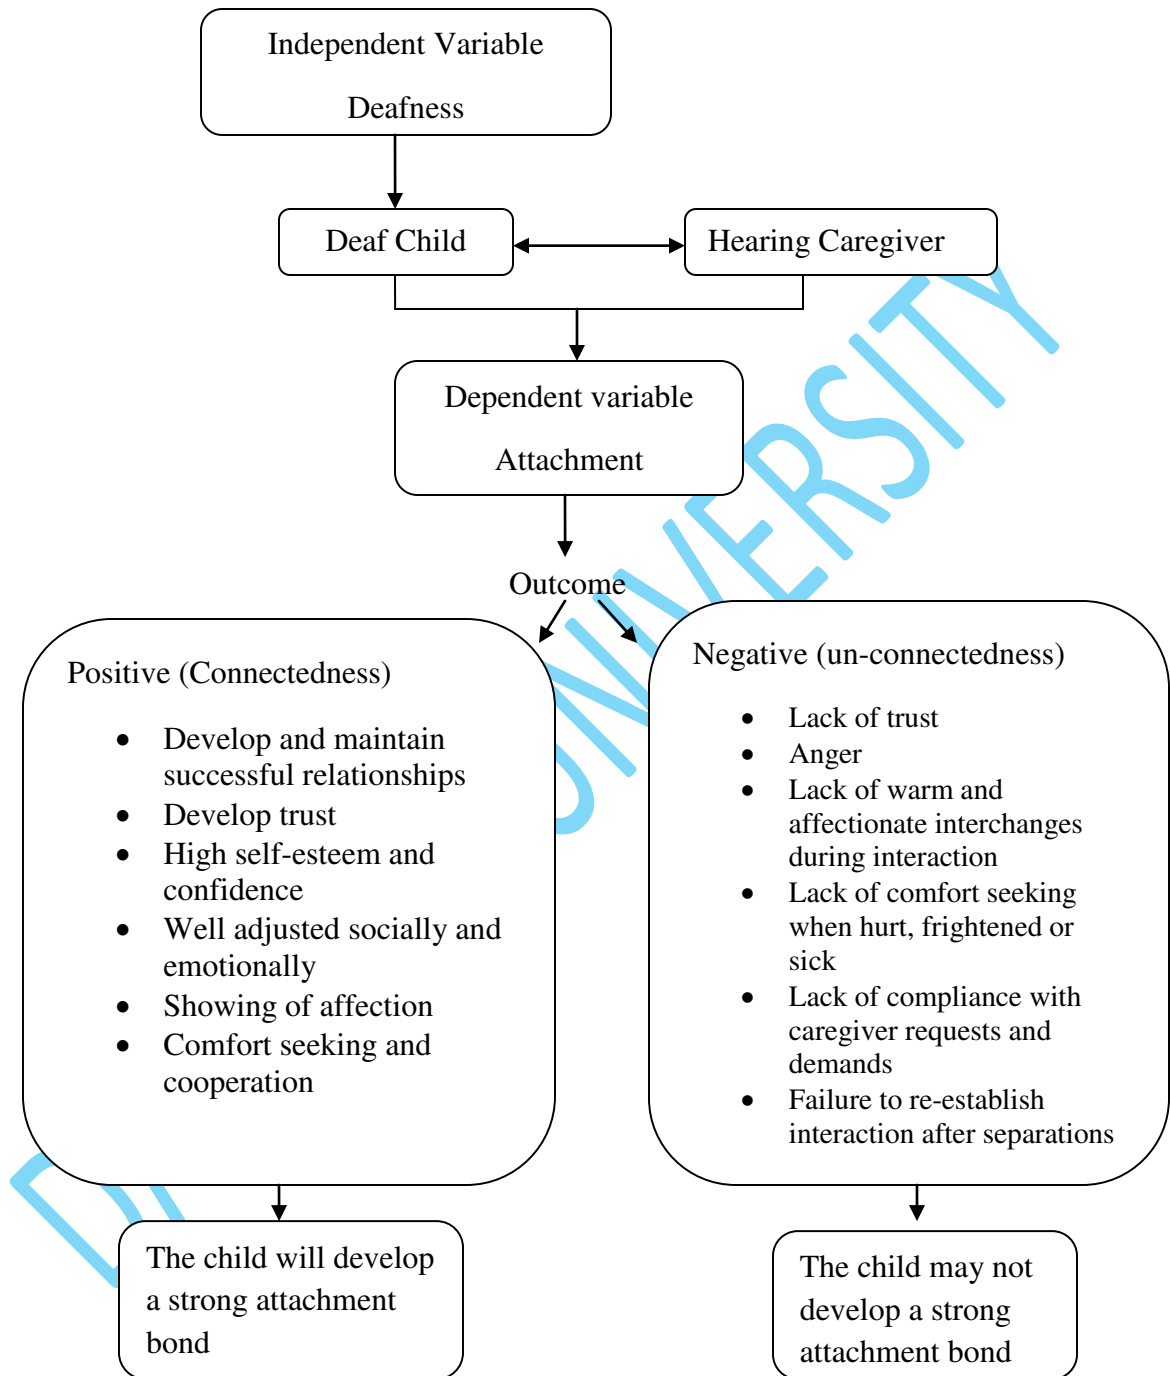 Independent Variable
Deafness
Deaf Child
Hearing Caregiver
Dependent variable
Attachment
Outcome
Positive (Connectedness)
• Develop and maintain
successful relationships
• Develop trust
• High self-esteem and
confidence
• Well adjusted socially and
emotionally
• Showing of affection
• Comfort seeking and
cooperation
Negative (un-connectedness)
• Lack of trust
• Anger
• Lack of warm and
affectionate interchanges
during interaction
• Lack of comfort seeking
when hurt, frightened or
sick
• Lack of compliance with
caregiver requests and
demands
• Failure to re-establish
interaction after separations
The child will develop
a strong attachment
bond
The child may not
develop a strong
attachment bond
UNIVERSITY